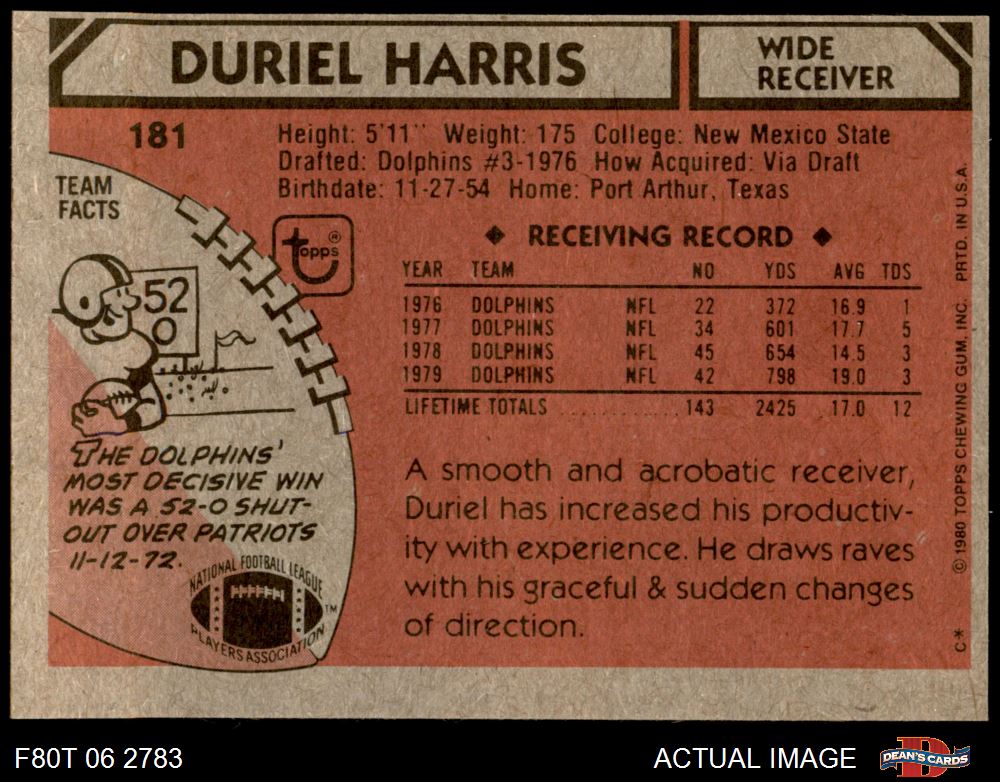 DURIEL HARRIS
WIDE
RECEIVER
181
Height: 5'11" Weight: 175 College: New Mexico State
Drafted: Dolphins #3-1976 How Acquired: Via Draft
Birthdate: 11-27-54 Home: Port Arthur, Texas
TEAM
FACTS
topps ®
52
0
THE DOLPHINS'
MOST DECISIVE WIN
WAS A 52-0 SHUT-
OUT OVER PATRIOTS
11-12-72.
NATIONAL FOOTBALL LEAGUE
PLAYERS ASSOCIATION
TM
◆ RECEIVING RECORD ◆
YEAR TEAM NO YDS AVG TDS
1976 DOLPHINS NFL 22 372 16.9 1
1977 DOLPHINS NFL 34 601 17.7 5
1978 DOLPHINS NFL 45 654 14.5 3
1979 DOLPHINS NFL 42 798 19.0 3
LIFETIME TOTALS ............ 143 2425 17.0 12
A smooth and acrobatic receiver,
Duriel has increased his productiv-
ity with experience. He draws raves
with his graceful & sudden changes
of direction.
C* © 1980 TOPPS CHEWING GUM, INC. PRTD. IN U.S.A.
F80T 06 2783
ACTUAL IMAGE
DEAN'S CARDS